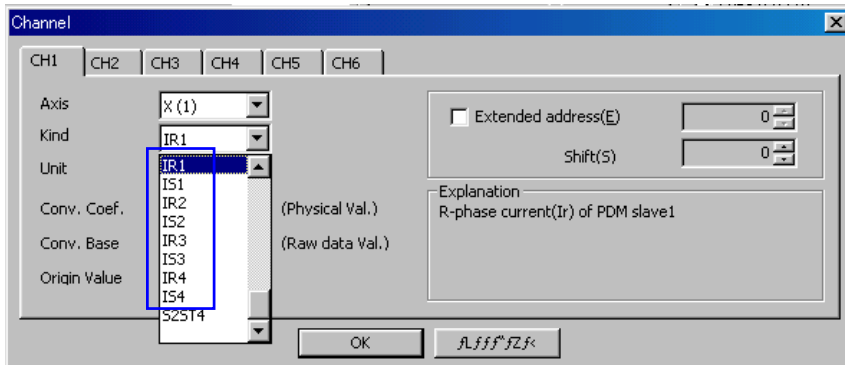 Channel
CH1 CH2 CH3 CH4 CH5 CH6
Axis X (1)
Kind IR1
Unit
Conv. Coef. (Physical Val.)
Conv. Base (Raw data Val.)
Origin Value
IR1
IS1
IR2
IS2
IR3
IS3
IR4
IS4
S2ST4
Extended address(E) 0
Shift(S) 0
Explanation
R-phase current(Ir) of PDM slave1
OK